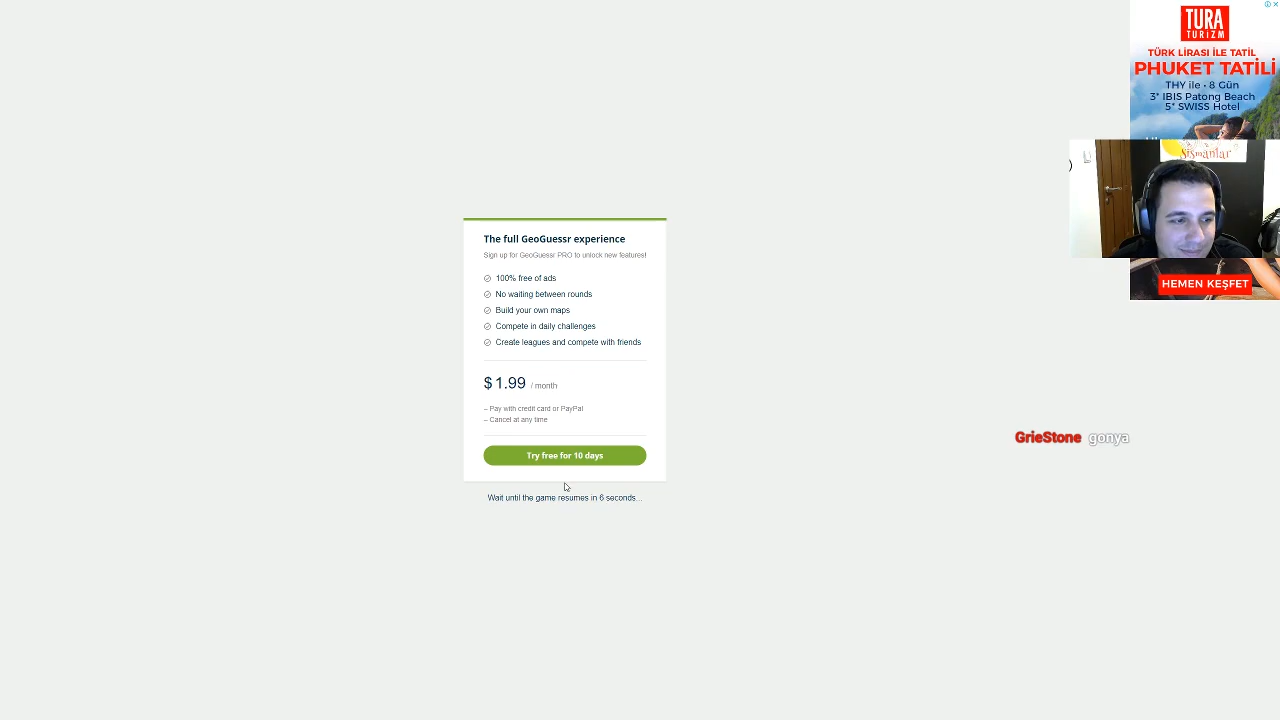 TURA
TURİZM
TÜRK LİRASI İLE TATİL
PHUKET TATİLİ
THY ile • 8 Gün
3* IBIS Patong Beach
5* SWISS Hotel
Sismanlar
HEMEN KEŞFET
The full GeoGuessr experience
Sign up for GeoGuessr PRO to unlock new features!
100% free of ads
No waiting between rounds
Build your own maps
Compete in daily challenges
Create leagues and compete with friends
$1.99 / month
– Pay with credit card or PayPal
– Cancel at any time
Try free for 10 days
Wait until the game resumes in 6 seconds...
GrieStone gonya